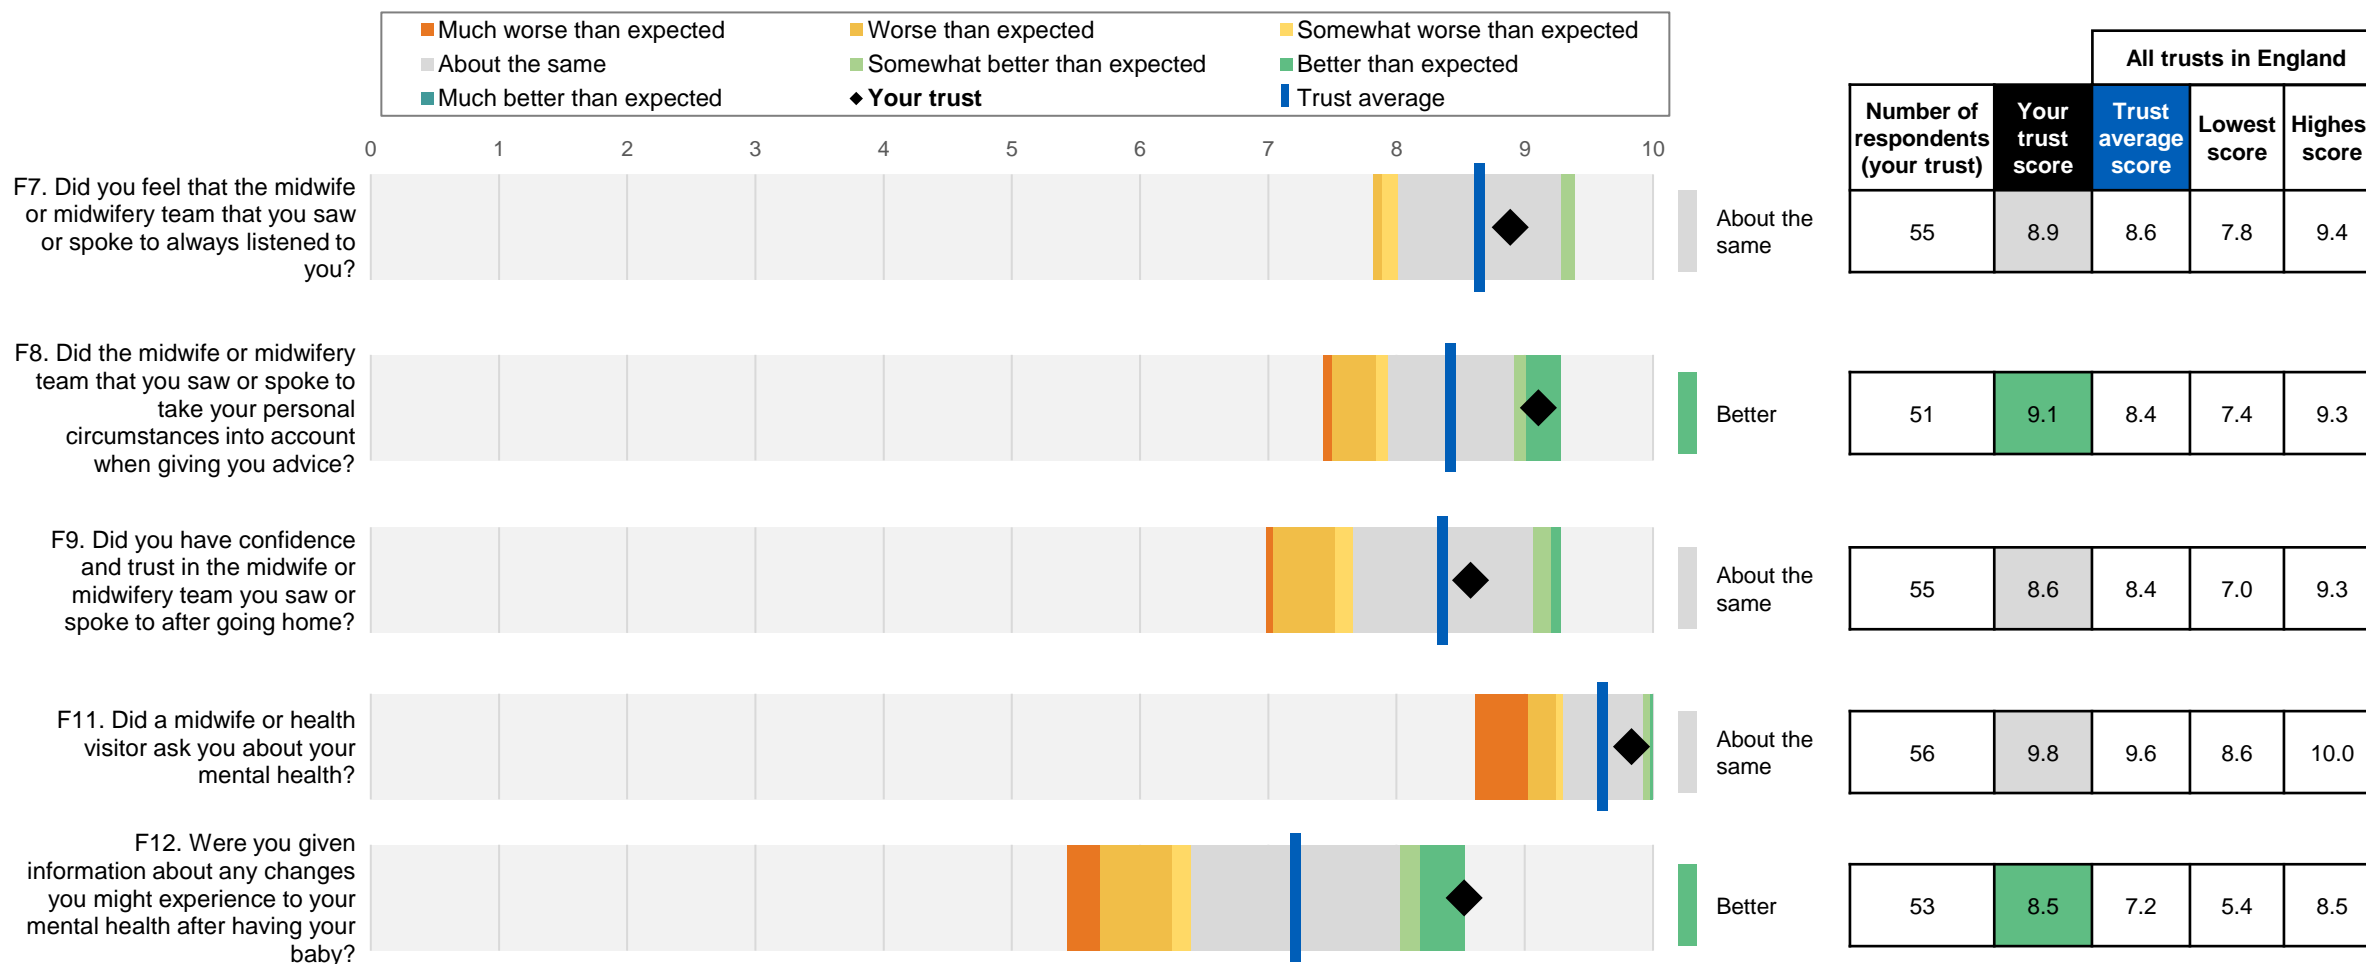 Much worse than expected
Worse than expected
Somewhat worse than expected
About the same
Somewhat better than expected
Better than expected
Much better than expected
Your trust
Trust average
All trusts in England
Number of
respondents
(your trust)
Your
trust
score
Trust
average
score
Lowest
score
Highes
score
0 1 2 3 4 5 6 7 8 9 10
F7. Did you feel that the midwife
or midwifery team that you saw
or spoke to always listened to
you?
About the
same
55 8.9 8.6 7.8 9.4
F8. Did the midwife or midwifery
team that you saw or spoke to
take your personal
circumstances into account
when giving you advice?
Better
51 9.1 8.4 7.4 9.3
F9. Did you have confidence
and trust in the midwife or
midwifery team you saw or
spoke to after going home?
About the
same
55 8.6 8.4 7.0 9.3
F11. Did a midwife or health
visitor ask you about your
mental health?
About the
same
56 9.8 9.6 8.6 10.0
F12. Were you given
information about any changes
you might experience to your
mental health after having your
baby?
Better
53 8.5 7.2 5.4 8.5